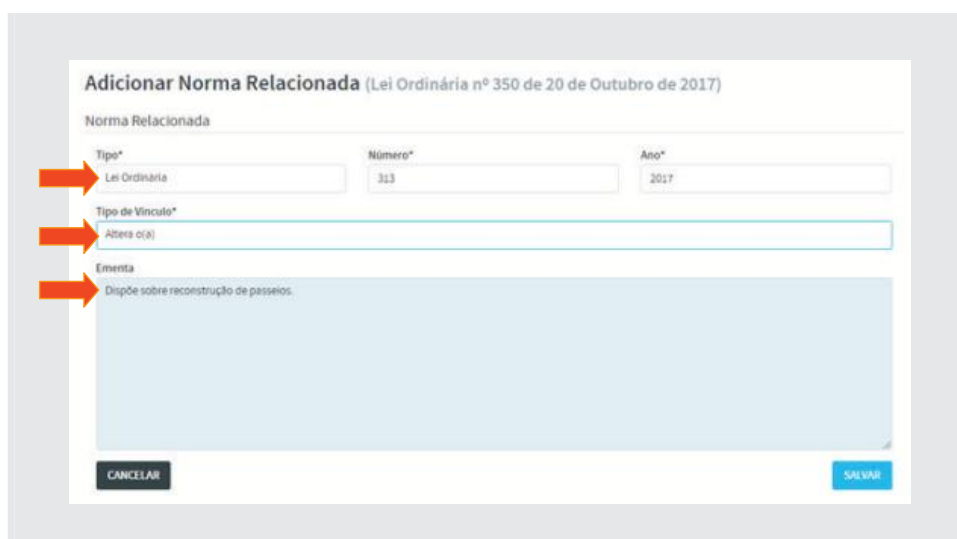 Adicionar Norma Relacionada (Lei Ordinária nº 350 de 20 de Outubro de 2017)
Norma Relacionada
Tipo* Número* Ano*
Lei Ordinária 313 2017
Tipo de Vinculo*
Altera o(a)
Ementa
Dispõe sobre reconstrução de passeios.
CANCELAR SALVAR